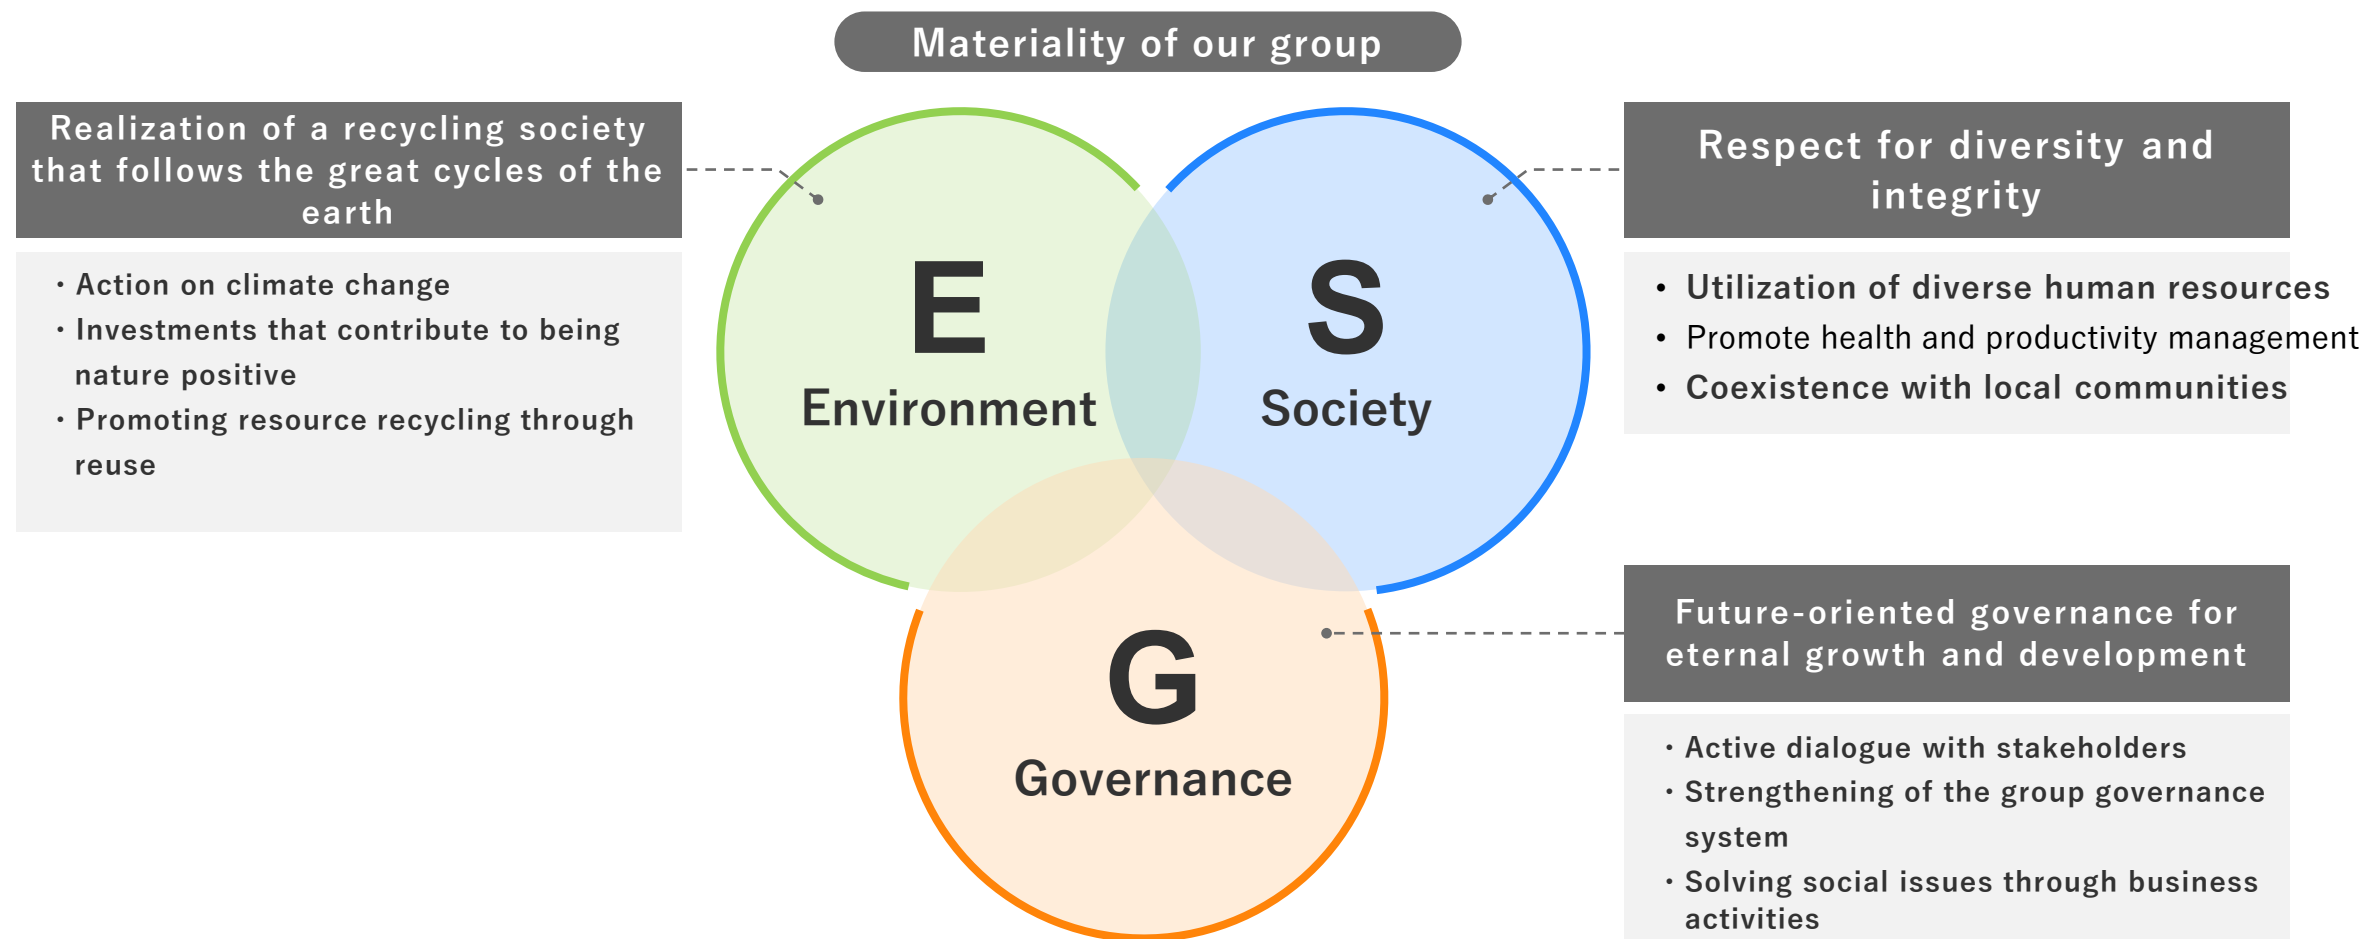 Materiality of our group
Realization of a recycling society
that follows the great cycles of the
earth
・Action on climate change
・Investments that contribute to being
nature positive
・Promoting resource recycling through
reuse
E
Environment
S
Society
G
Governance
Respect for diversity and
integrity
• Utilization of diverse human resources
• Promote health and productivity management
• Coexistence with local communities
Future-oriented governance for
eternal growth and development
・Active dialogue with stakeholders
・Strengthening of the group governance
system
・Solving social issues through business
activities